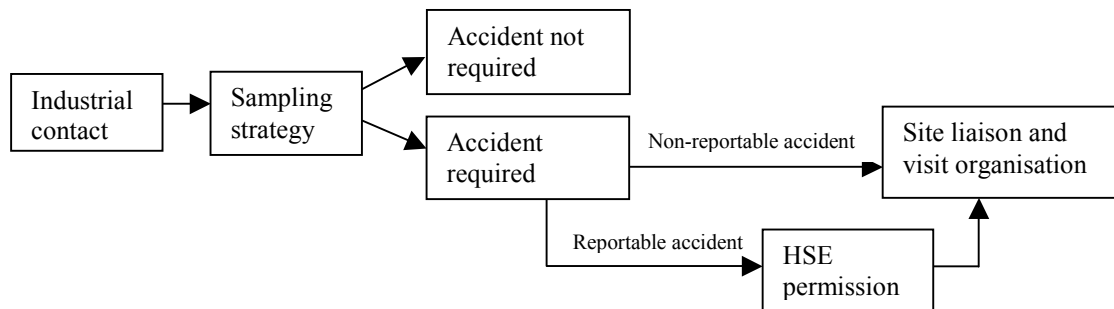 Accident not
required
Industrial
contact
Sampling
strategy
Accident
required
Non-reportable accident
Site liaison and
visit organisation
Reportable accident
HSE
permission